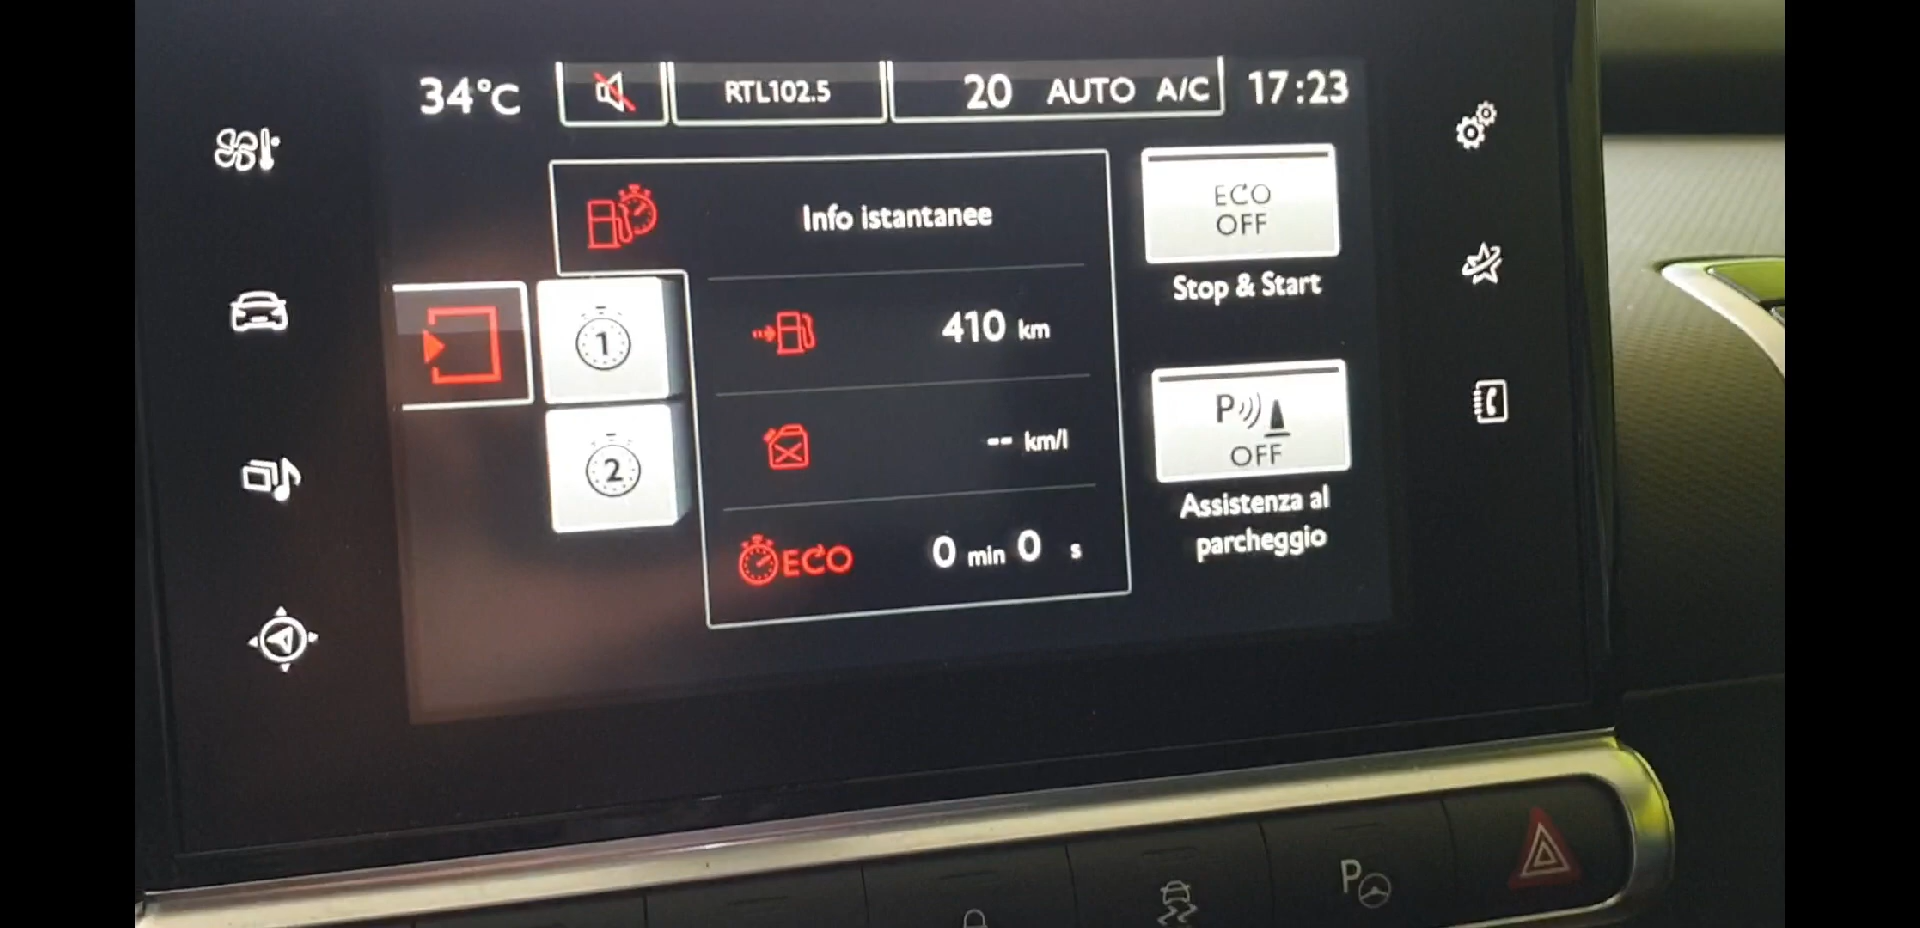 34°C
RTL102.5
20 AUTO A/C
17:23
Info istantanee
ECO
OFF
Stop & Start
1
410 km
2
-- km/l
P
OFF
Assistenza al
parcheggio
ECO 0 min 0 s
P